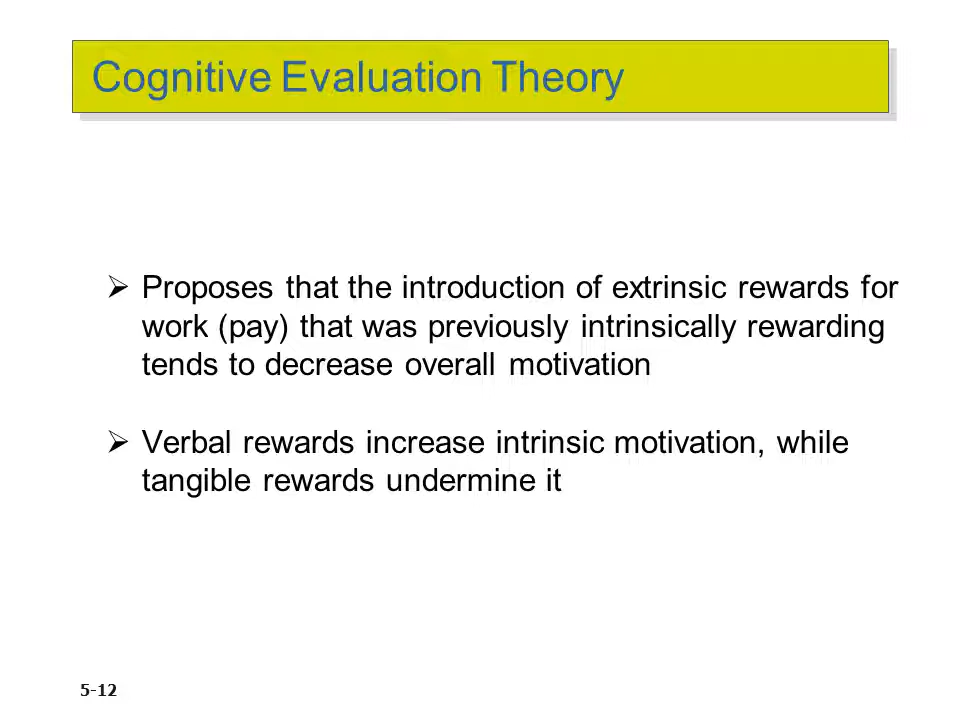 Cognitive Evaluation Theory
➢ Proposes that the introduction of extrinsic rewards for
work (pay) that was previously intrinsically rewarding
tends to decrease overall motivation
➢ Verbal rewards increase intrinsic motivation, while
tangible rewards undermine it
5-12